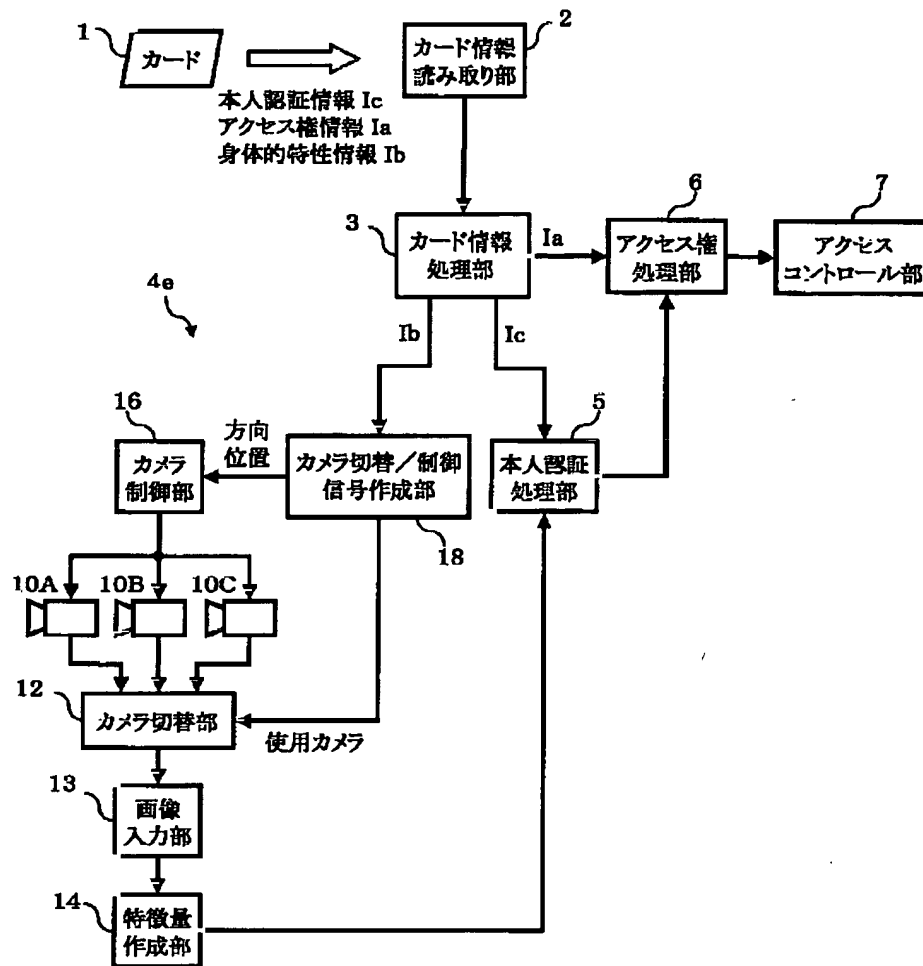 1
カード
2
カード情報
読み取り部
本人認証情報 Ic
アクセス権情報 Ia
身体的特性情報 Ib
3
カード情報
処理部
Ia
6
アクセス権
処理部
7
アクセス
コントロール部
4e
Ib
Ic
16
カメラ
制御部
方向
位置
カメラ切替/制御
信号作成部
18
5
本人認証
処理部
10A
10B
10C
12
カメラ切替部
使用カメラ
13
画像
入力部
14
特徴量
作成部